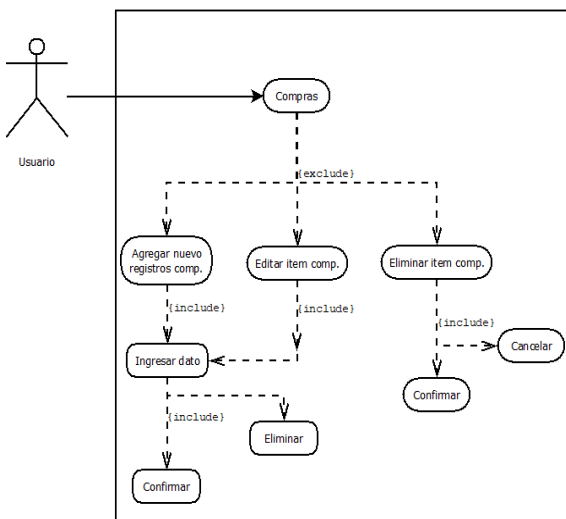 Compras
Usuario
{exclude}
Agregar nuevo
registros comp.
Editar item comp.
Eliminar item comp.
{include}
{include}
{include}
Ingresar dato
Cancelar
Confirmar
{include}
Eliminar
Confirmar